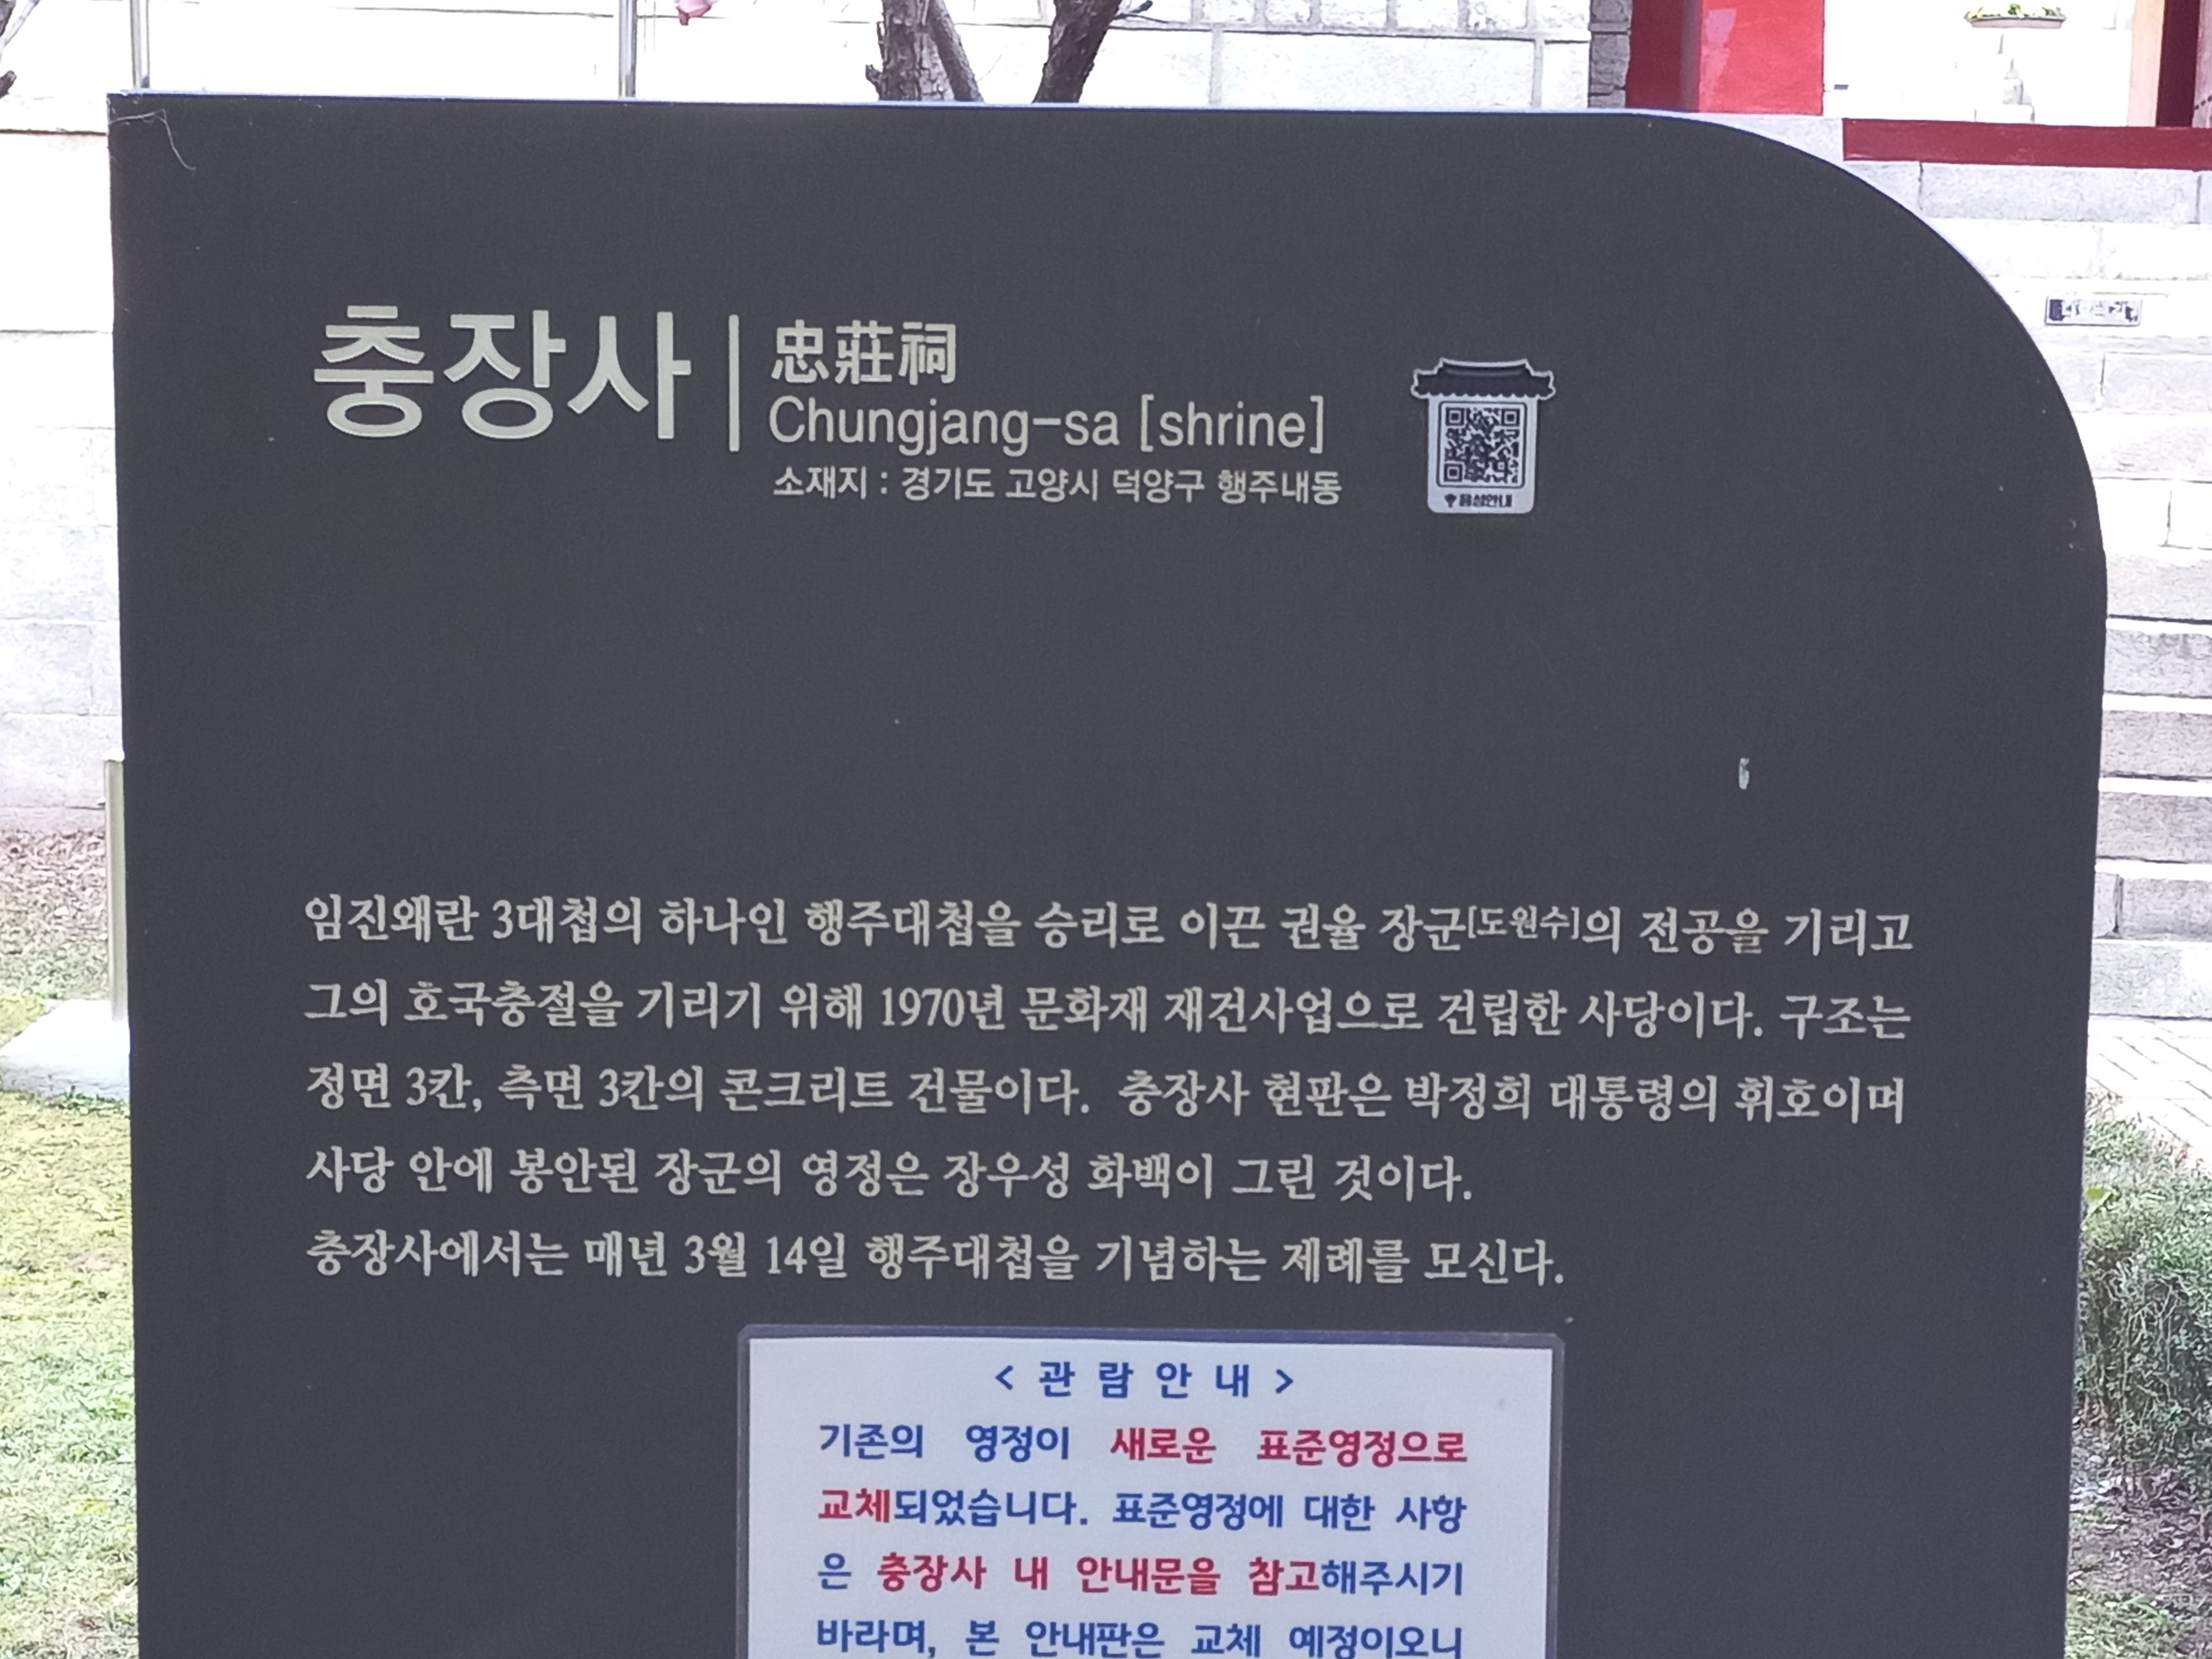 충장사
忠莊祠
Chungjang-sa [shrine]
소재지 : 경기도 고양시 덕양구 행주내동
음성안내
임진왜란 3대첩의 하나인 행주대첩을 승리로 이끈 권율 장군[도원수]의 전공을 기리고
그의 호국충절을 기리기 위해 1970년 문화재 재건사업으로 건립한 사당이다. 구조는
정면 3칸, 측면 3칸의 콘크리트 건물이다. 충장사 현판은 박정희 대통령의 휘호이며
사당 안에 봉안된 장군의 영정은 장우성 화백이 그린 것이다.
충장사에서는 매년 3월 14일 행주대첩을 기념하는 제례를 모신다.
< 관 람 안 내 >
기존의 영정이 새로운 표준영정으로
교체되었습니다. 표준영정에 대한 사항
은 충장사 내 안내문을 참고해주시기
바라며, 본 안내판은 교체 예정이오니